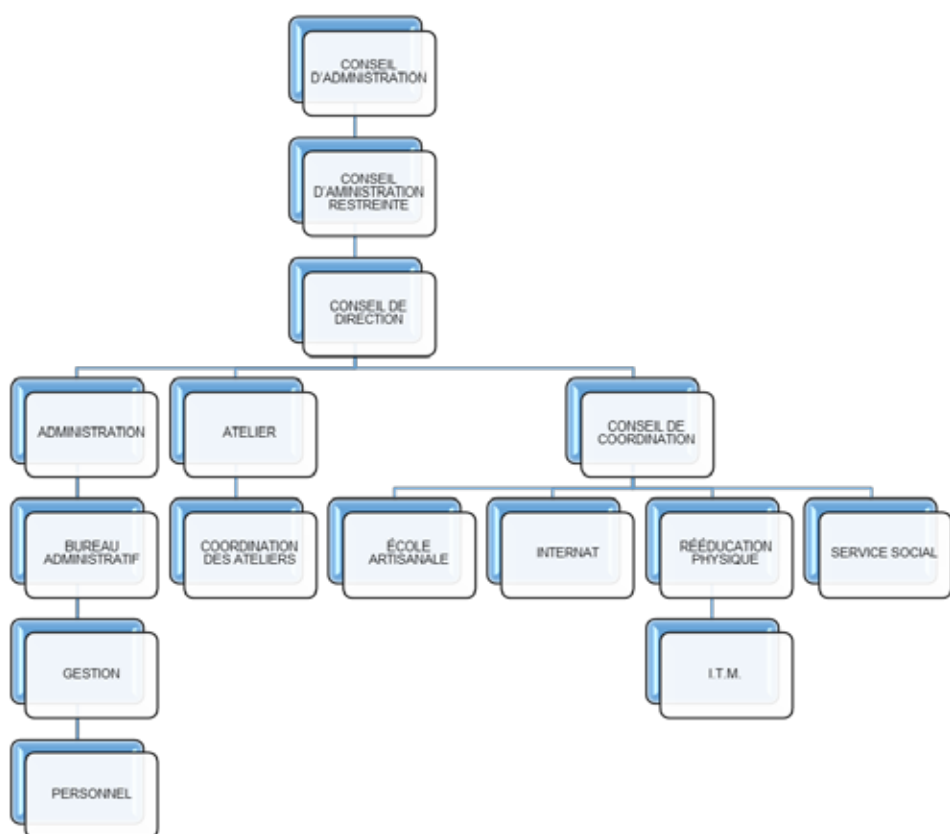 CONSEIL
D'ADMNISTRATION
CONSEIL
D'AMINISTRATION
RESTREINTE
CONSEIL DE
DIRECTION
ADMINISTRATION
ATELIER
CONSEIL DE
COORDINATION
BUREAU
ADMINISTRATIF
COORDINATION
DES ATELIERS
ÉCOLE
ARTISANALE
INTERNAT
RÉÉDUCATION
PHYSIQUE
SERVICE SOCIAL
GESTION
I.T.M.
PERSONNEL